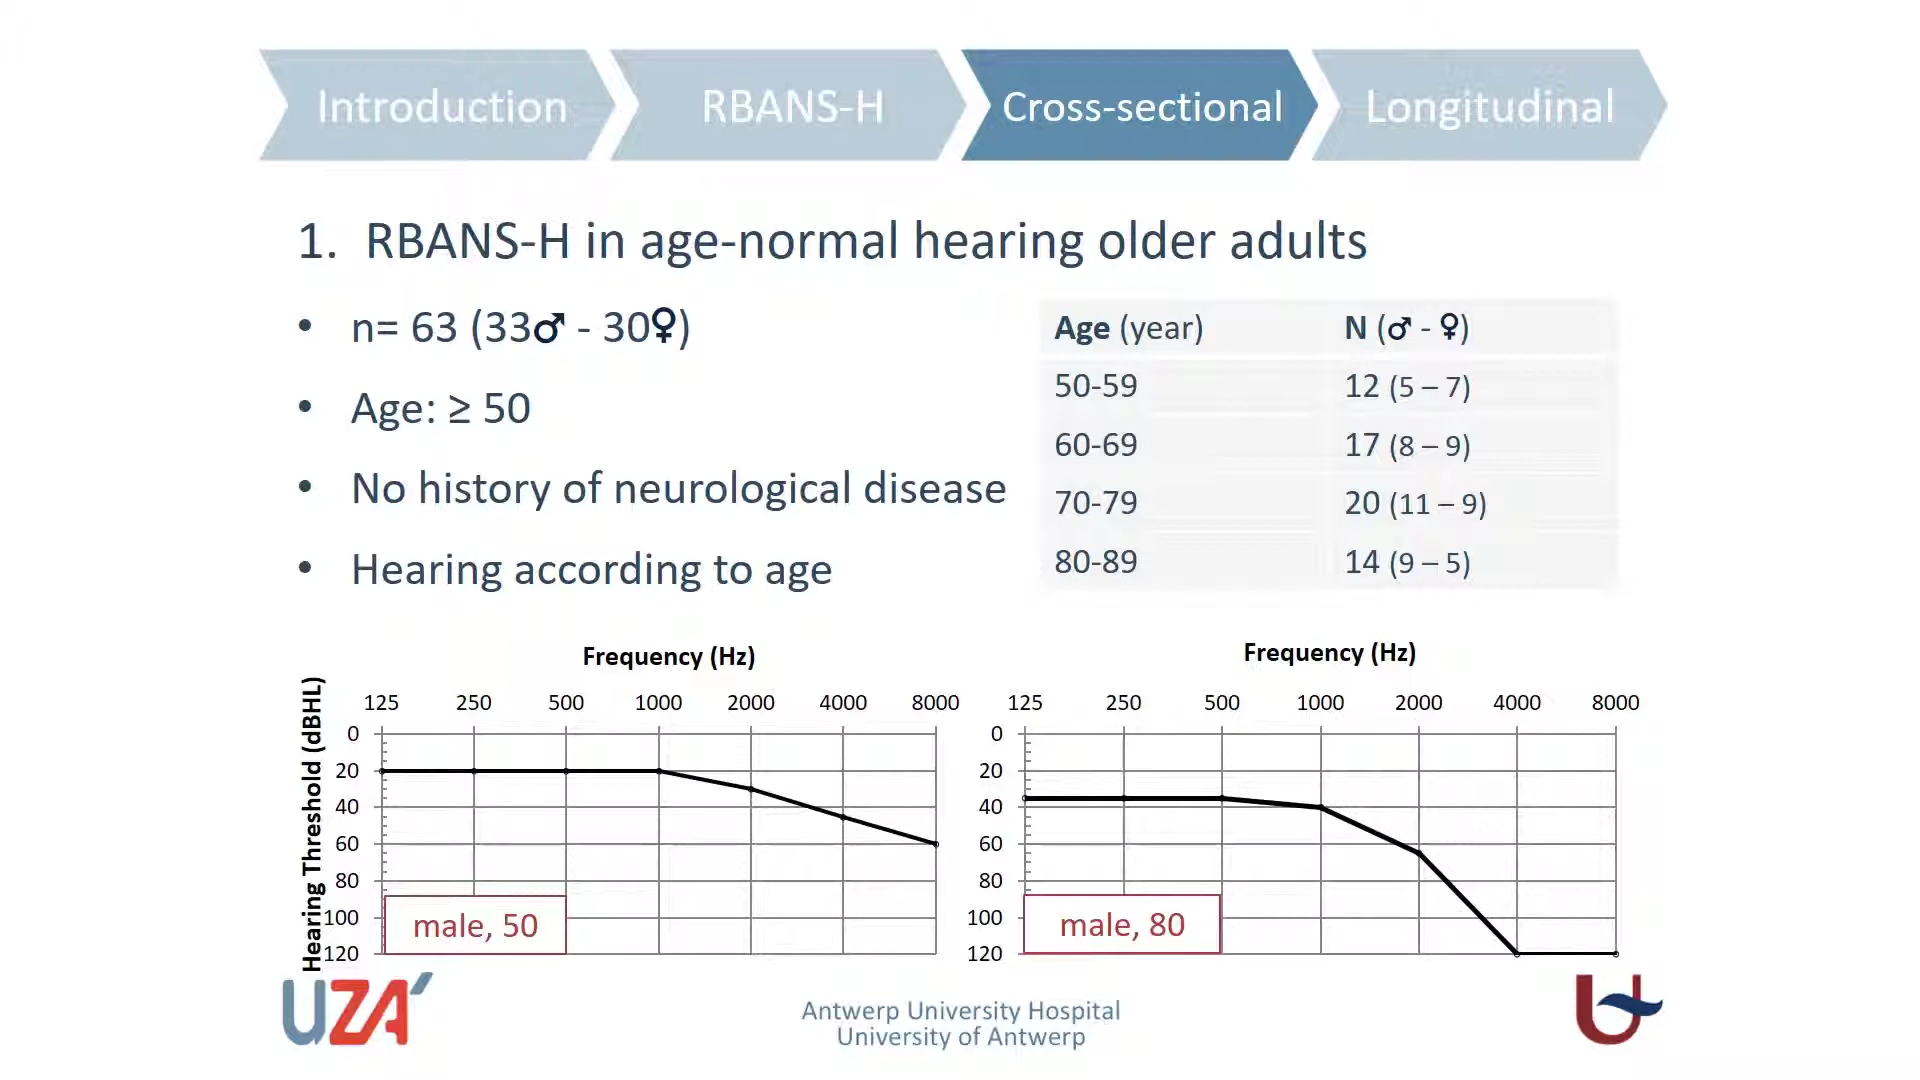 Introduction
RBANS-H
Cross-sectional
Longitudinal
1. RBANS-H in age-normal hearing older adults
• n= 63 (33♂ - 30♀)
• Age: ≥ 50
• No history of neurological disease
• Hearing according to age
Age (year) N (♂ - ♀)
50-59 12 (5 – 7)
60-69 17 (8 – 9)
70-79 20 (11 – 9)
80-89 14 (9 – 5)
Frequency (Hz)
125 250 500 1000 2000 4000 8000
Hearing Threshold (dBHL)
0
20
40
60
80
100
120
male, 50
Frequency (Hz)
125 250 500 1000 2000 4000 8000
0
20
40
60
80
100
120
male, 80
UZA
Antwerp University Hospital
University of Antwerp
U